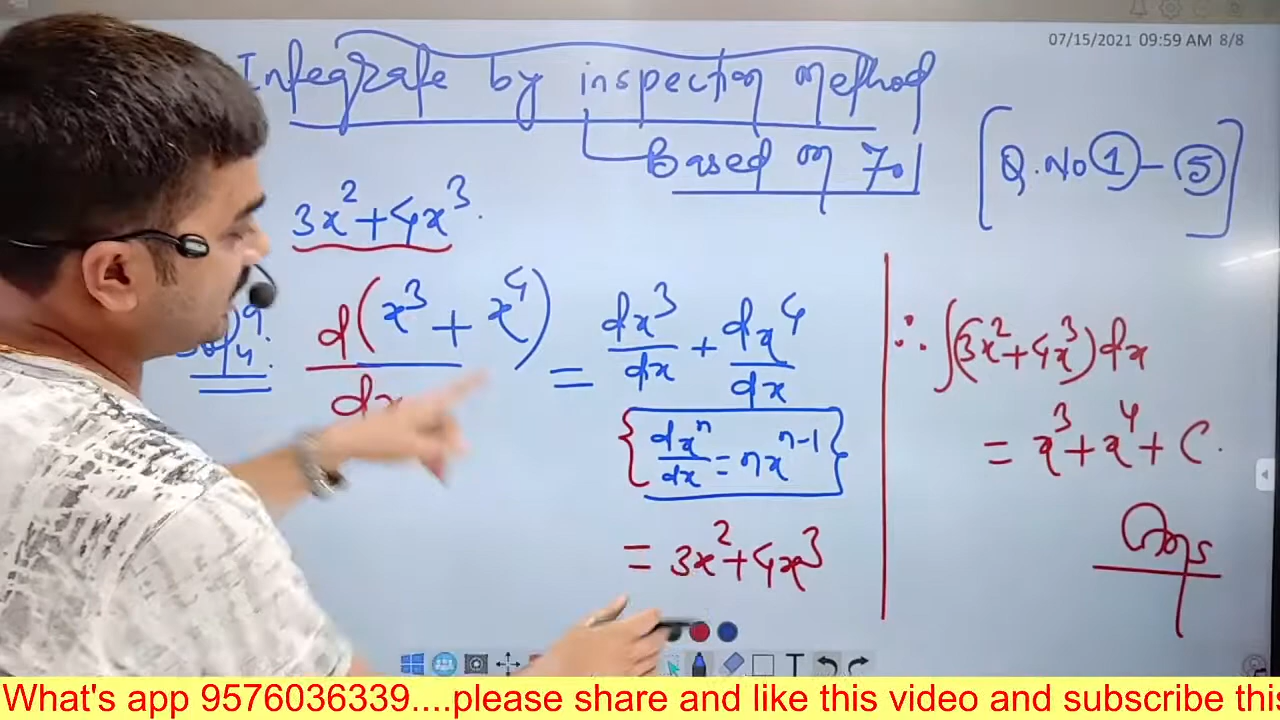 07/15/2021 09:59 AM 8/8
Integrate by inspection method
Based on 7.1
[Q.No ① - ⑤]
3x² + 4x³.
d(x³ + x⁴)/dx = dx³/dx + dx⁴/dx
{dxⁿ/dx = nxⁿ⁻¹}
= 3x² + 4x³
∴ ∫(3x² + 4x³)dx
= x³ + x⁴ + C.
Ans
T
What's app 9576036339....please share and like this video and subscribe this